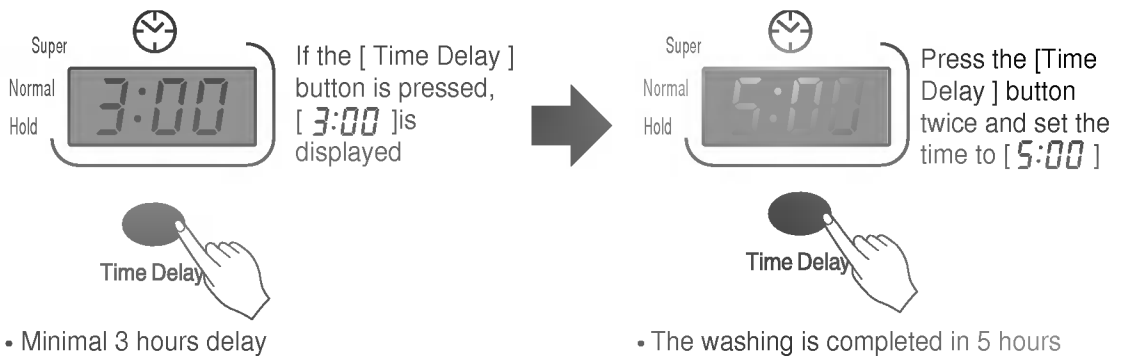 Super
Normal
Hold
3:00
If the [ Time Delay ]
button is pressed,
[ 3:00 ]is
displayed
Time Delay
• Minimal 3 hours delay
Super
Normal
Hold
5:00
Press the [Time
Delay ] button
twice and set the
time to [ 5:00 ]
Time Delay
• The washing is completed in 5 hours